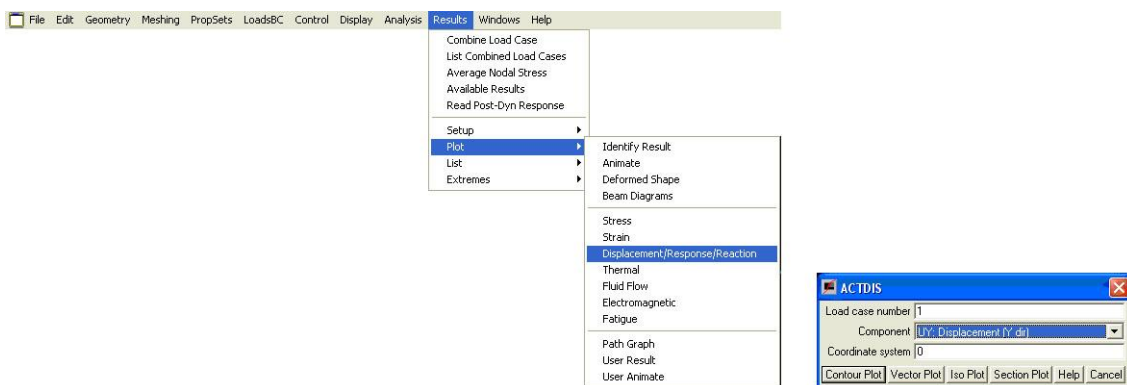 File Edit Geometry Meshing PropSets LoadsBC Control Display Analysis Results Windows Help
Combine Load Case
List Combined Load Cases
Average Nodal Stress
Available Results
Read Post-Dyn Response
Setup
Plot
List
Extremes
Identify Result
Animate
Deformed Shape
Beam Diagrams
Stress
Strain
Displacement/Response/Reaction
Thermal
Fluid Flow
Electromagnetic
Fatigue
Path Graph
User Result
User Animate
ACTDIS
Load case number 1
Component UY: Displacement (Y dir)
Coordinate system 0
Contour Plot Vector Plot Iso Plot Section Plot Help Cancel